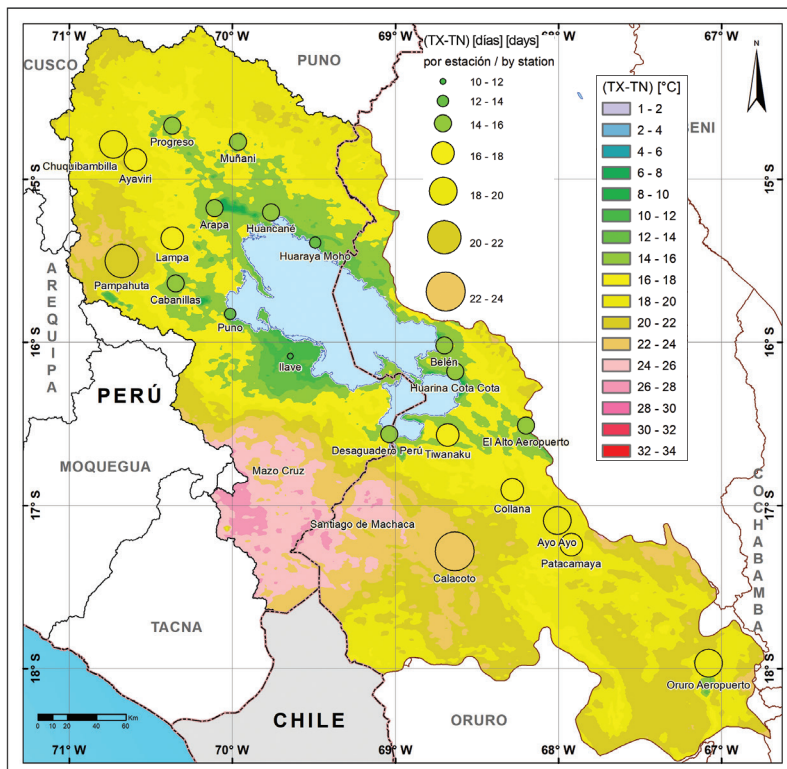 71° W
70° W
69° W
67° W
CUSCO
PUNO
BENI
AREQUIPA
PERÚ
MOQUEGUA
TACNA
CHILE
ORURO
COCHABAMBA
(TX-TN) [días] [days]
por estación / by station
10 - 12
12 - 14
14 - 16
16 - 18
18 - 20
20 - 22
22 - 24
(TX-TN) [°C]
1 - 2
2 - 4
4 - 6
6 - 8
8 - 10
10 - 12
12 - 14
14 - 16
16 - 18
18 - 20
20 - 22
22 - 24
24 - 26
26 - 28
28 - 30
30 - 32
32 - 34
N
Progreso
Muñani
Chuquibambilla
Ayaviri
15° S
15° S
Arapa
Huancané
Huaraya Moho
Lampa
Pampahuta
Cabanillas
Puno
16° S
16° S
Ilave
Belén
Huarina Cota Cota
Desaguadero Perú
Tiwanaku
El Alto Aeropuerto
Mazo Cruz
Collana
17° S
17° S
Santiago de Machaca
Ayo Ayo
Patacamaya
Calacoto
18° S
18° S
Oruro Aeropuerto
0 10 20 40 60 Km
71° W
70° W
69° W
68° W
67° W